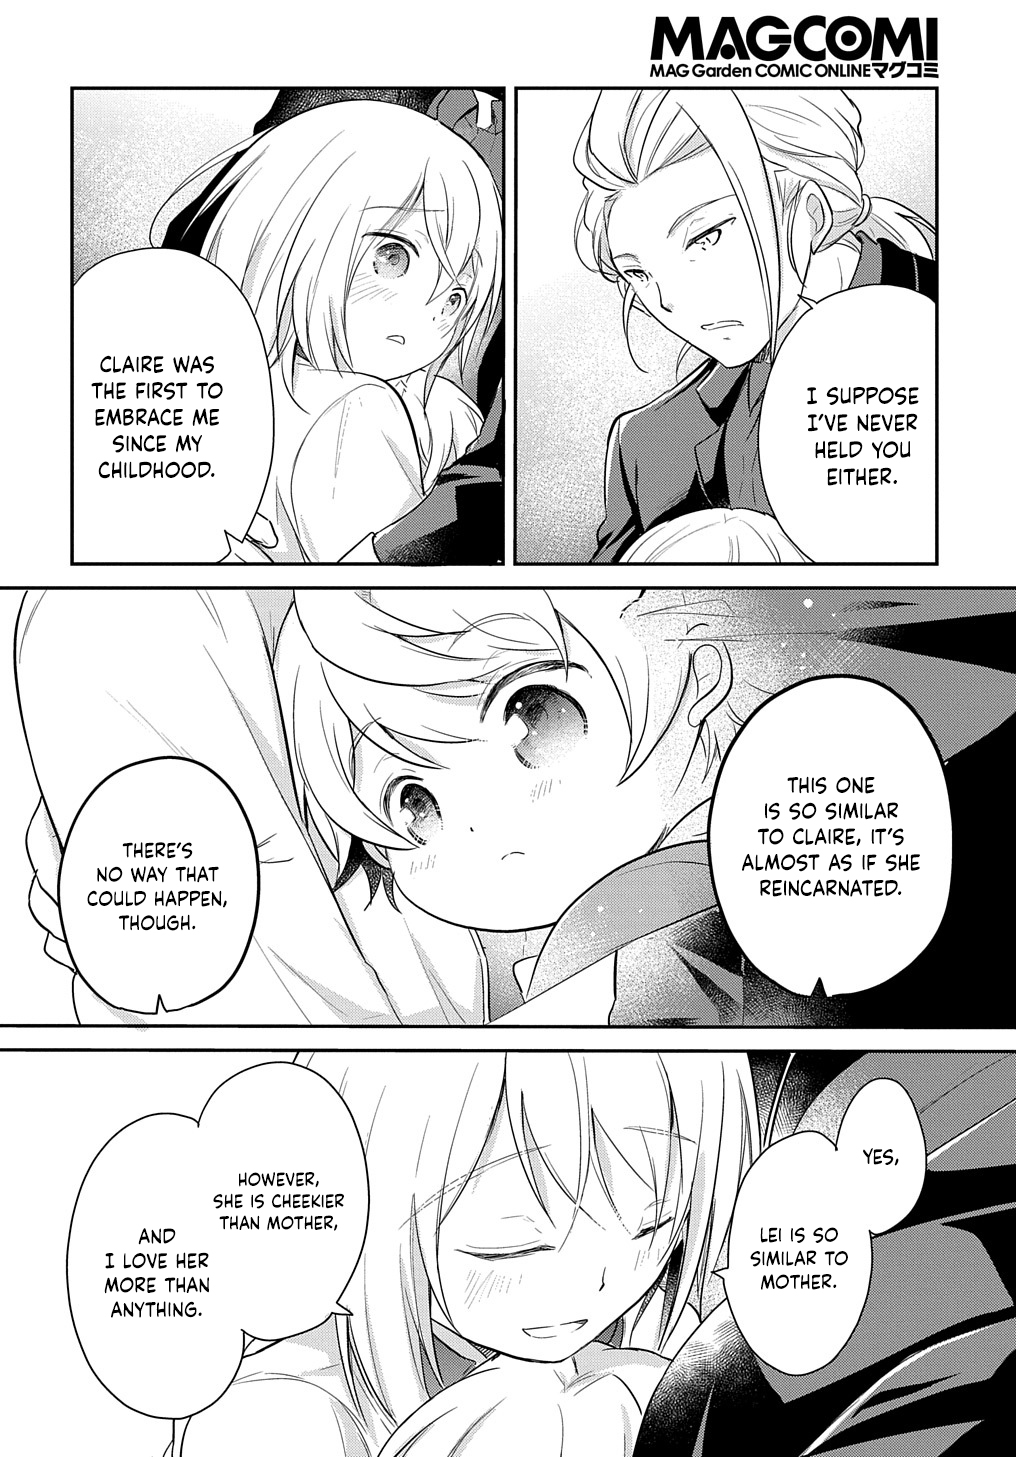 MAGCOMI
MAG Garden COMIC ONLINE マグコミ
I SUPPOSE
I'VE NEVER
HELD YOU
EITHER.
CLAIRE WAS
THE FIRST TO
EMBRACE ME
SINCE MY
CHILDHOOD.
THIS ONE
IS SO SIMILAR
TO CLAIRE, IT'S
ALMOST AS IF SHE
REINCARNATED.
THERE'S
NO WAY THAT
COULD HAPPEN,
THOUGH.
YES,
LEI IS SO
SIMILAR TO
MOTHER.
HOWEVER,
SHE IS CHEEKIER
THAN MOTHER,
AND
I LOVE HER
MORE THAN
ANYTHING.